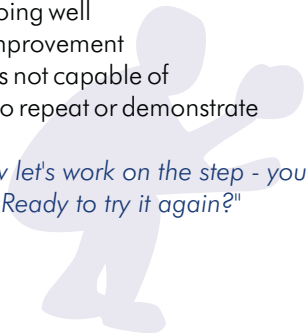 oing well
mprovement
s not capable of
o repeat or demonstrate
let's work on the step - you
Ready to try it again?"